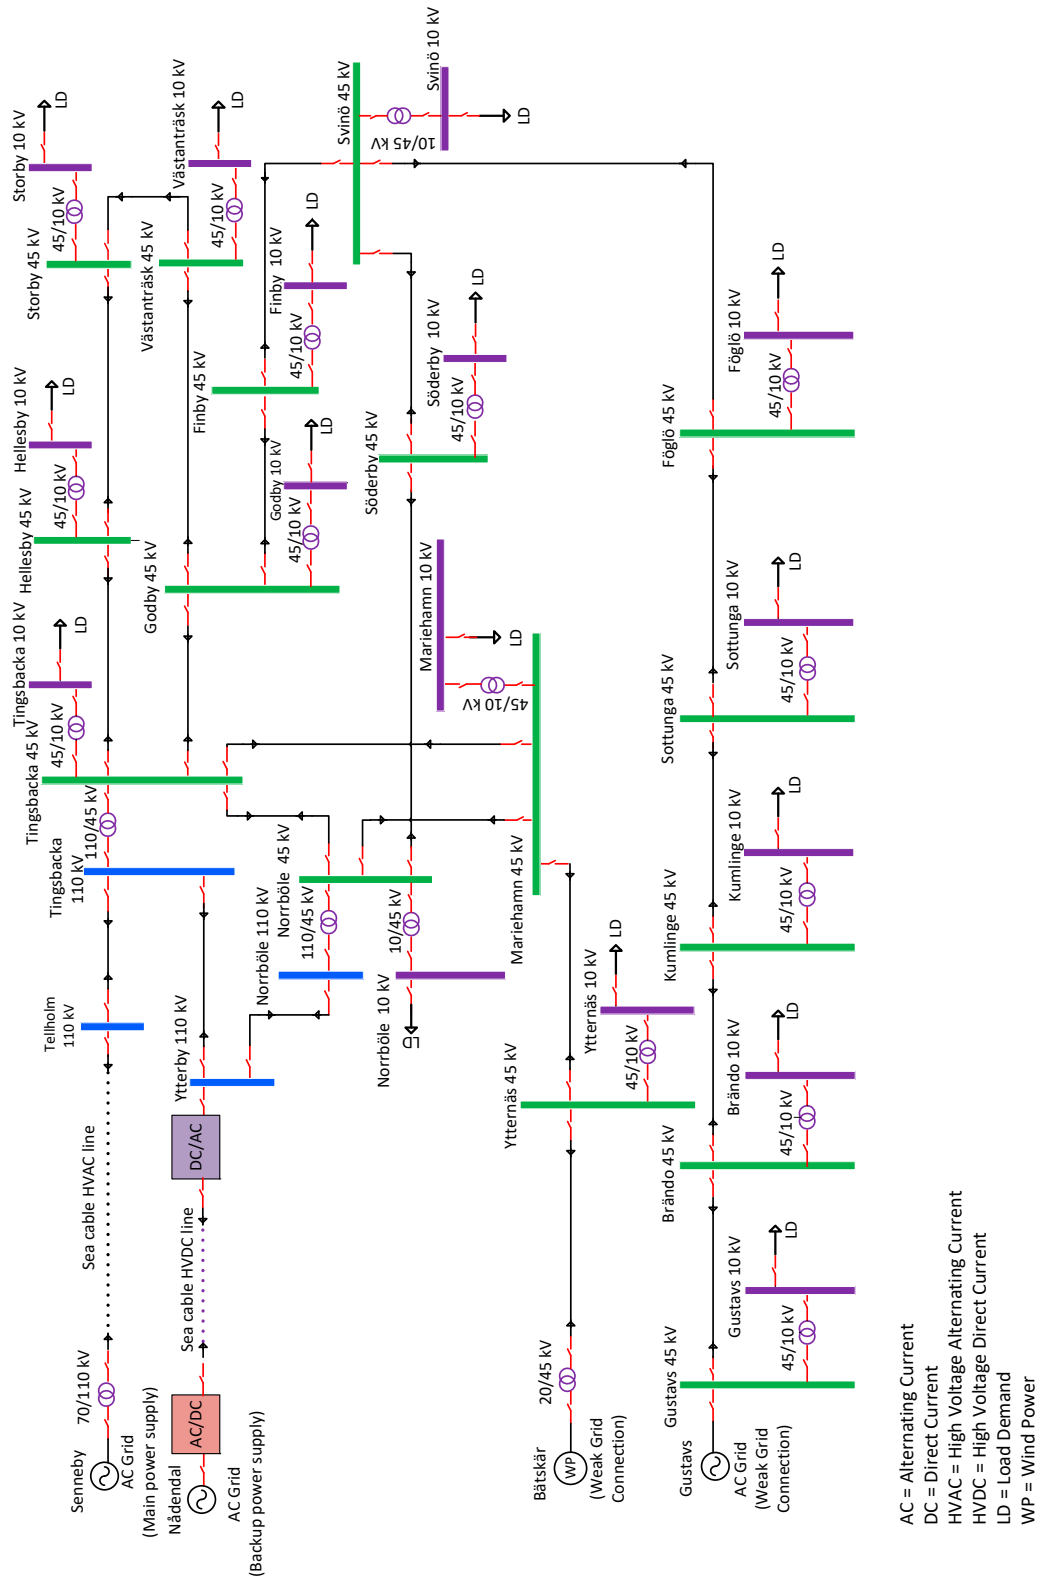 Senneby
AC Grid
(Main power supply)
70/110 kV
Sea cable HVAC line
Tellholm
110 kV
Tingsbacka
110 kV
110/45 kV
Tingsbacka 45 kV
45/10 kV
Tingsbacka 10 kV
LD
Hellesby 45 kV
45/10 kV
Hellesby 10 kV
LD
Storby 45 kV
45/10 kV
Storby 10 kV
LD
Västanträsk 45 kV
45/10 kV
Västanträsk 10 kV
LD
Nådendal
AC Grid
(Backup power supply)
AC/DC
Sea cable HVDC line
DC/AC
Ytterby 110 kV
Norrböle 110 kV
110/45 kV
Norrböle 45 kV
10/45 kV
Norrböle 10 kV
LD
Godby 45 kV
45/10 kV
Godby 10 kV
LD
Finby 45 kV
45/10 kV
Finby 10 kV
LD
Svinö 45 kV
10/45 kV
Svinö 10 kV
LD
Söderby 45 kV
45/10 kV
Söderby 10 kV
LD
Mariehamn 10 kV
LD
45/10 kV
Mariehamn 45 kV
Båtskär
WP
(Weak Grid
Connection)
20/45 kV
Ytternäs 45 kV
45/10 kV
Ytternäs 10 kV
LD
Gustavs
AC Grid
(Weak Grid
Connection)
Gustavs 45 kV
45/10 kV
Gustavs 10 kV
LD
Brändo 45 kV
45/10 kV
Brändo 10 kV
LD
Kumlinge 45 kV
45/10 kV
Kumlinge 10 kV
LD
Sottunga 45 kV
45/10 kV
Sottunga 10 kV
LD
Föglö 45 kV
45/10 kV
Föglö 10 kV
LD
AC = Alternating Current
DC = Direct Current
HVAC = High Voltage Alternating Current
HVDC = High Voltage Direct Current
LD = Load Demand
WP = Wind Power